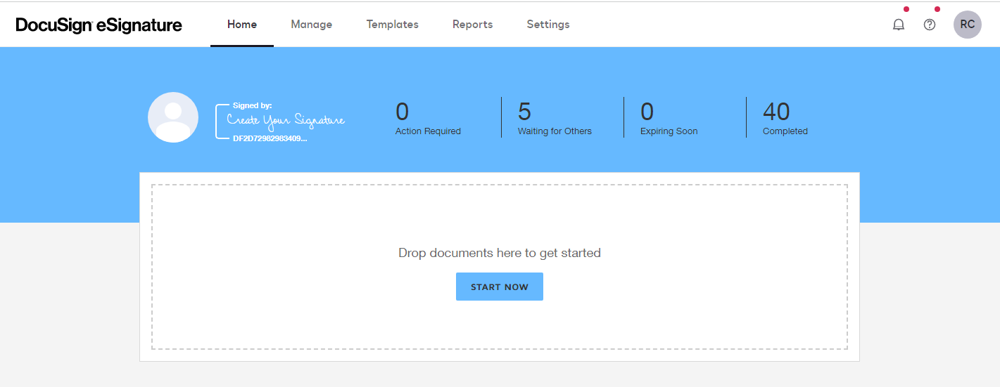 DocuSign eSignature Home Manage Templates Reports Settings RC
Signed by:
Create Your Signature
DF2D72982983409...
0 5 0 40
Action Required Waiting for Others Expiring Soon Completed
Drop documents here to get started
START NOW